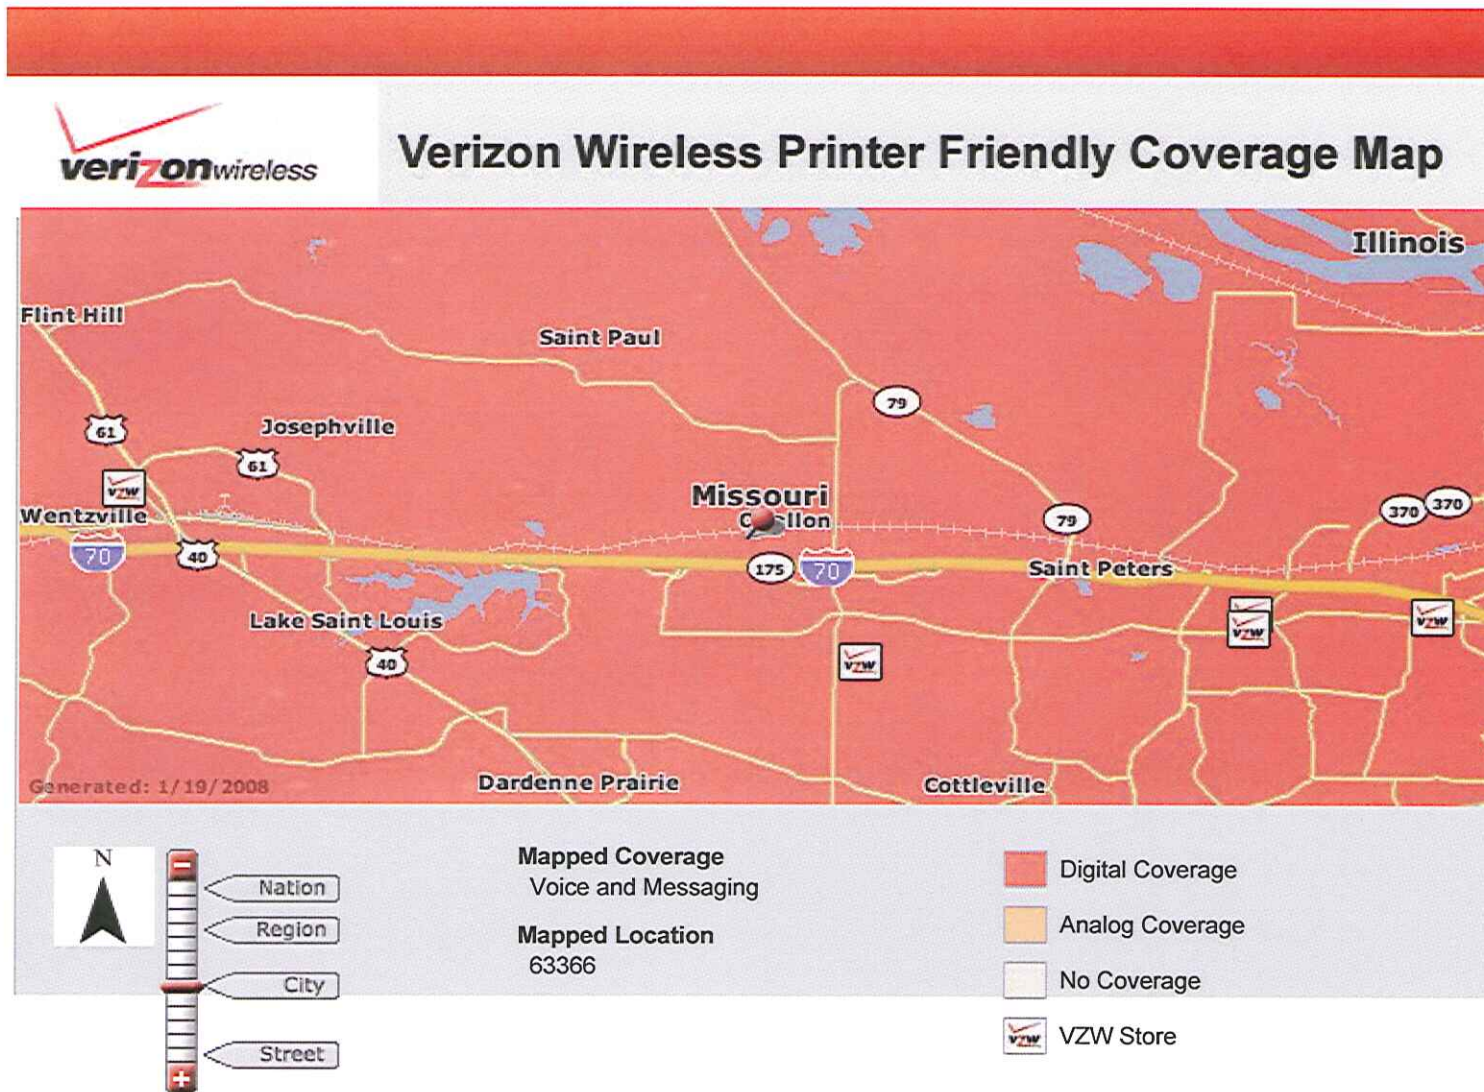 verizonwireless
Verizon Wireless Printer Friendly Coverage Map
Illinois
Flint Hill
Saint Paul
79
61
Josephville
61
vzw
Missouri
Wentzville
370 370
79
70
40
175
70
Saint Peters
Lake Saint Louis
vzw
vzw
40
vzw
Generated: 1/19/2008
Dardenne Prairie
Cottleville
N
Nation
Region
City
Street
Mapped Coverage
Voice and Messaging
Mapped Location
63366
Digital Coverage
Analog Coverage
No Coverage
vzw VZW Store